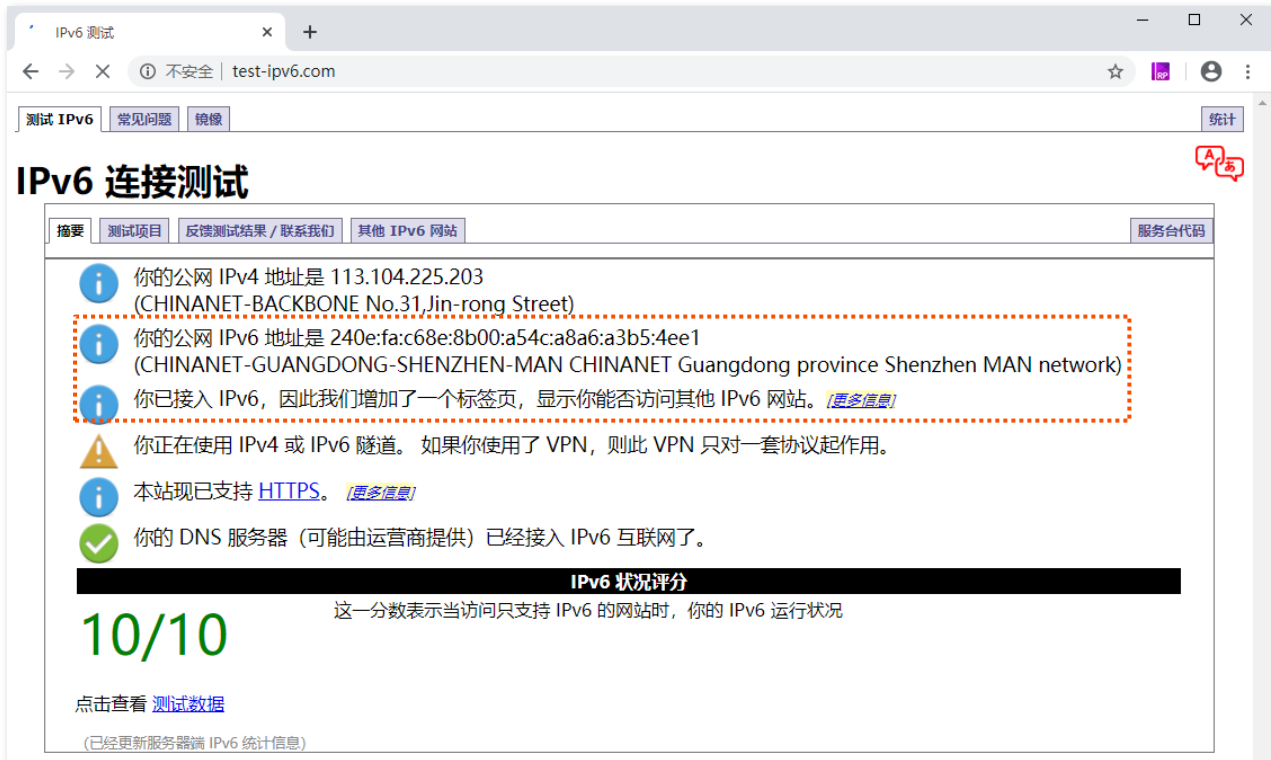 IPv6 测试
不安全 | test-ipv6.com
RP
测试 IPv6 常见问题 镜像 统计
A あ
IPv6 连接测试
摘要 测试项目 反馈测试结果 / 联系我们 其他 IPv6 网站 服务台代码
你的公网 IPv4 地址是 113.104.225.203
(CHINANET-BACKBONE No.31,Jin-rong Street)
你的公网 IPv6 地址是 240e:fa:c68e:8b00:a54c:a8a6:a3b5:4ee1
(CHINANET-GUANGDONG-SHENZHEN-MAN CHINANET Guangdong province Shenzhen MAN network)
你已接入 IPv6，因此我们增加了一个标签页，显示你能否访问其他 IPv6 网站。 [更多信息]
你正在使用 IPv4 或 IPv6 隧道。 如果你使用了 VPN，则此 VPN 只对一套协议起作用。
本站现已支持 HTTPS。 [更多信息]
你的 DNS 服务器（可能由运营商提供）已经接入 IPv6 互联网了。
IPv6 状况评分
10/10 这一分数表示当访问只支持 IPv6 的网站时，你的 IPv6 运行状况
点击查看 测试数据
(已经更新服务器端 IPv6 统计信息)